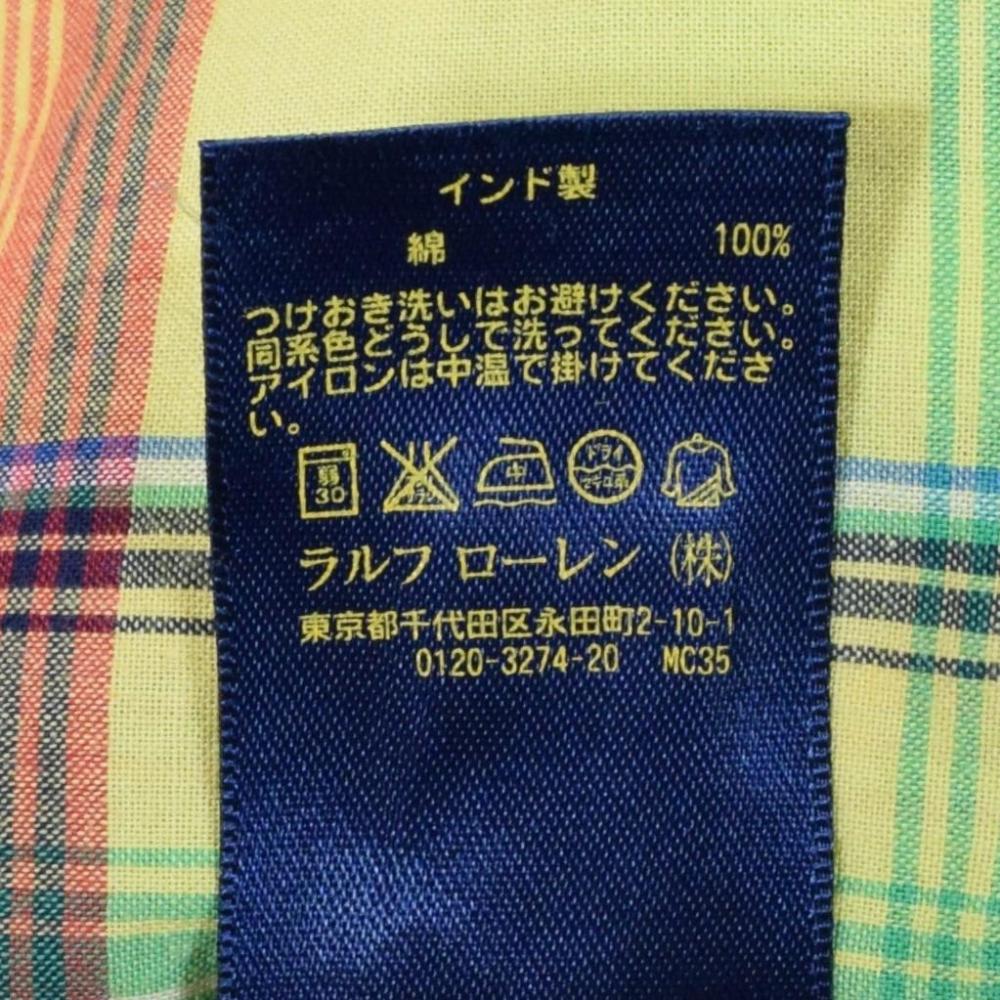 インド製
綿 100%
つけおき洗いはお避けください。
同系色どうしで洗ってください。
アイロンは中温で掛けてくださ
い。
弱 中 ドライ
30
ラルフ ローレン (株)
東京都千代田区永田町2-10-1
0120-3274-20 MC35